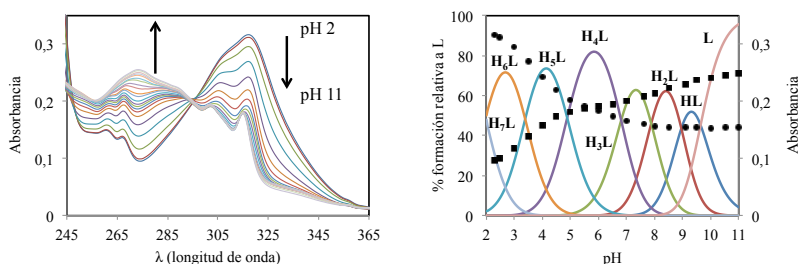 Absorbancia
0,3
0,2
0,1
0
245
265
285
305
325
345
365
λ (longitud de onda)
pH 2
pH 11
% formación relativa a L
100
80
60
40
20
0
2
3
4
5
6
7
8
9
10
11
pH
H₇L
H₆L
H₅L
H₄L
H₃L
H₂L
HL
L
0,3
0,2
0,1
0
Absorbancia